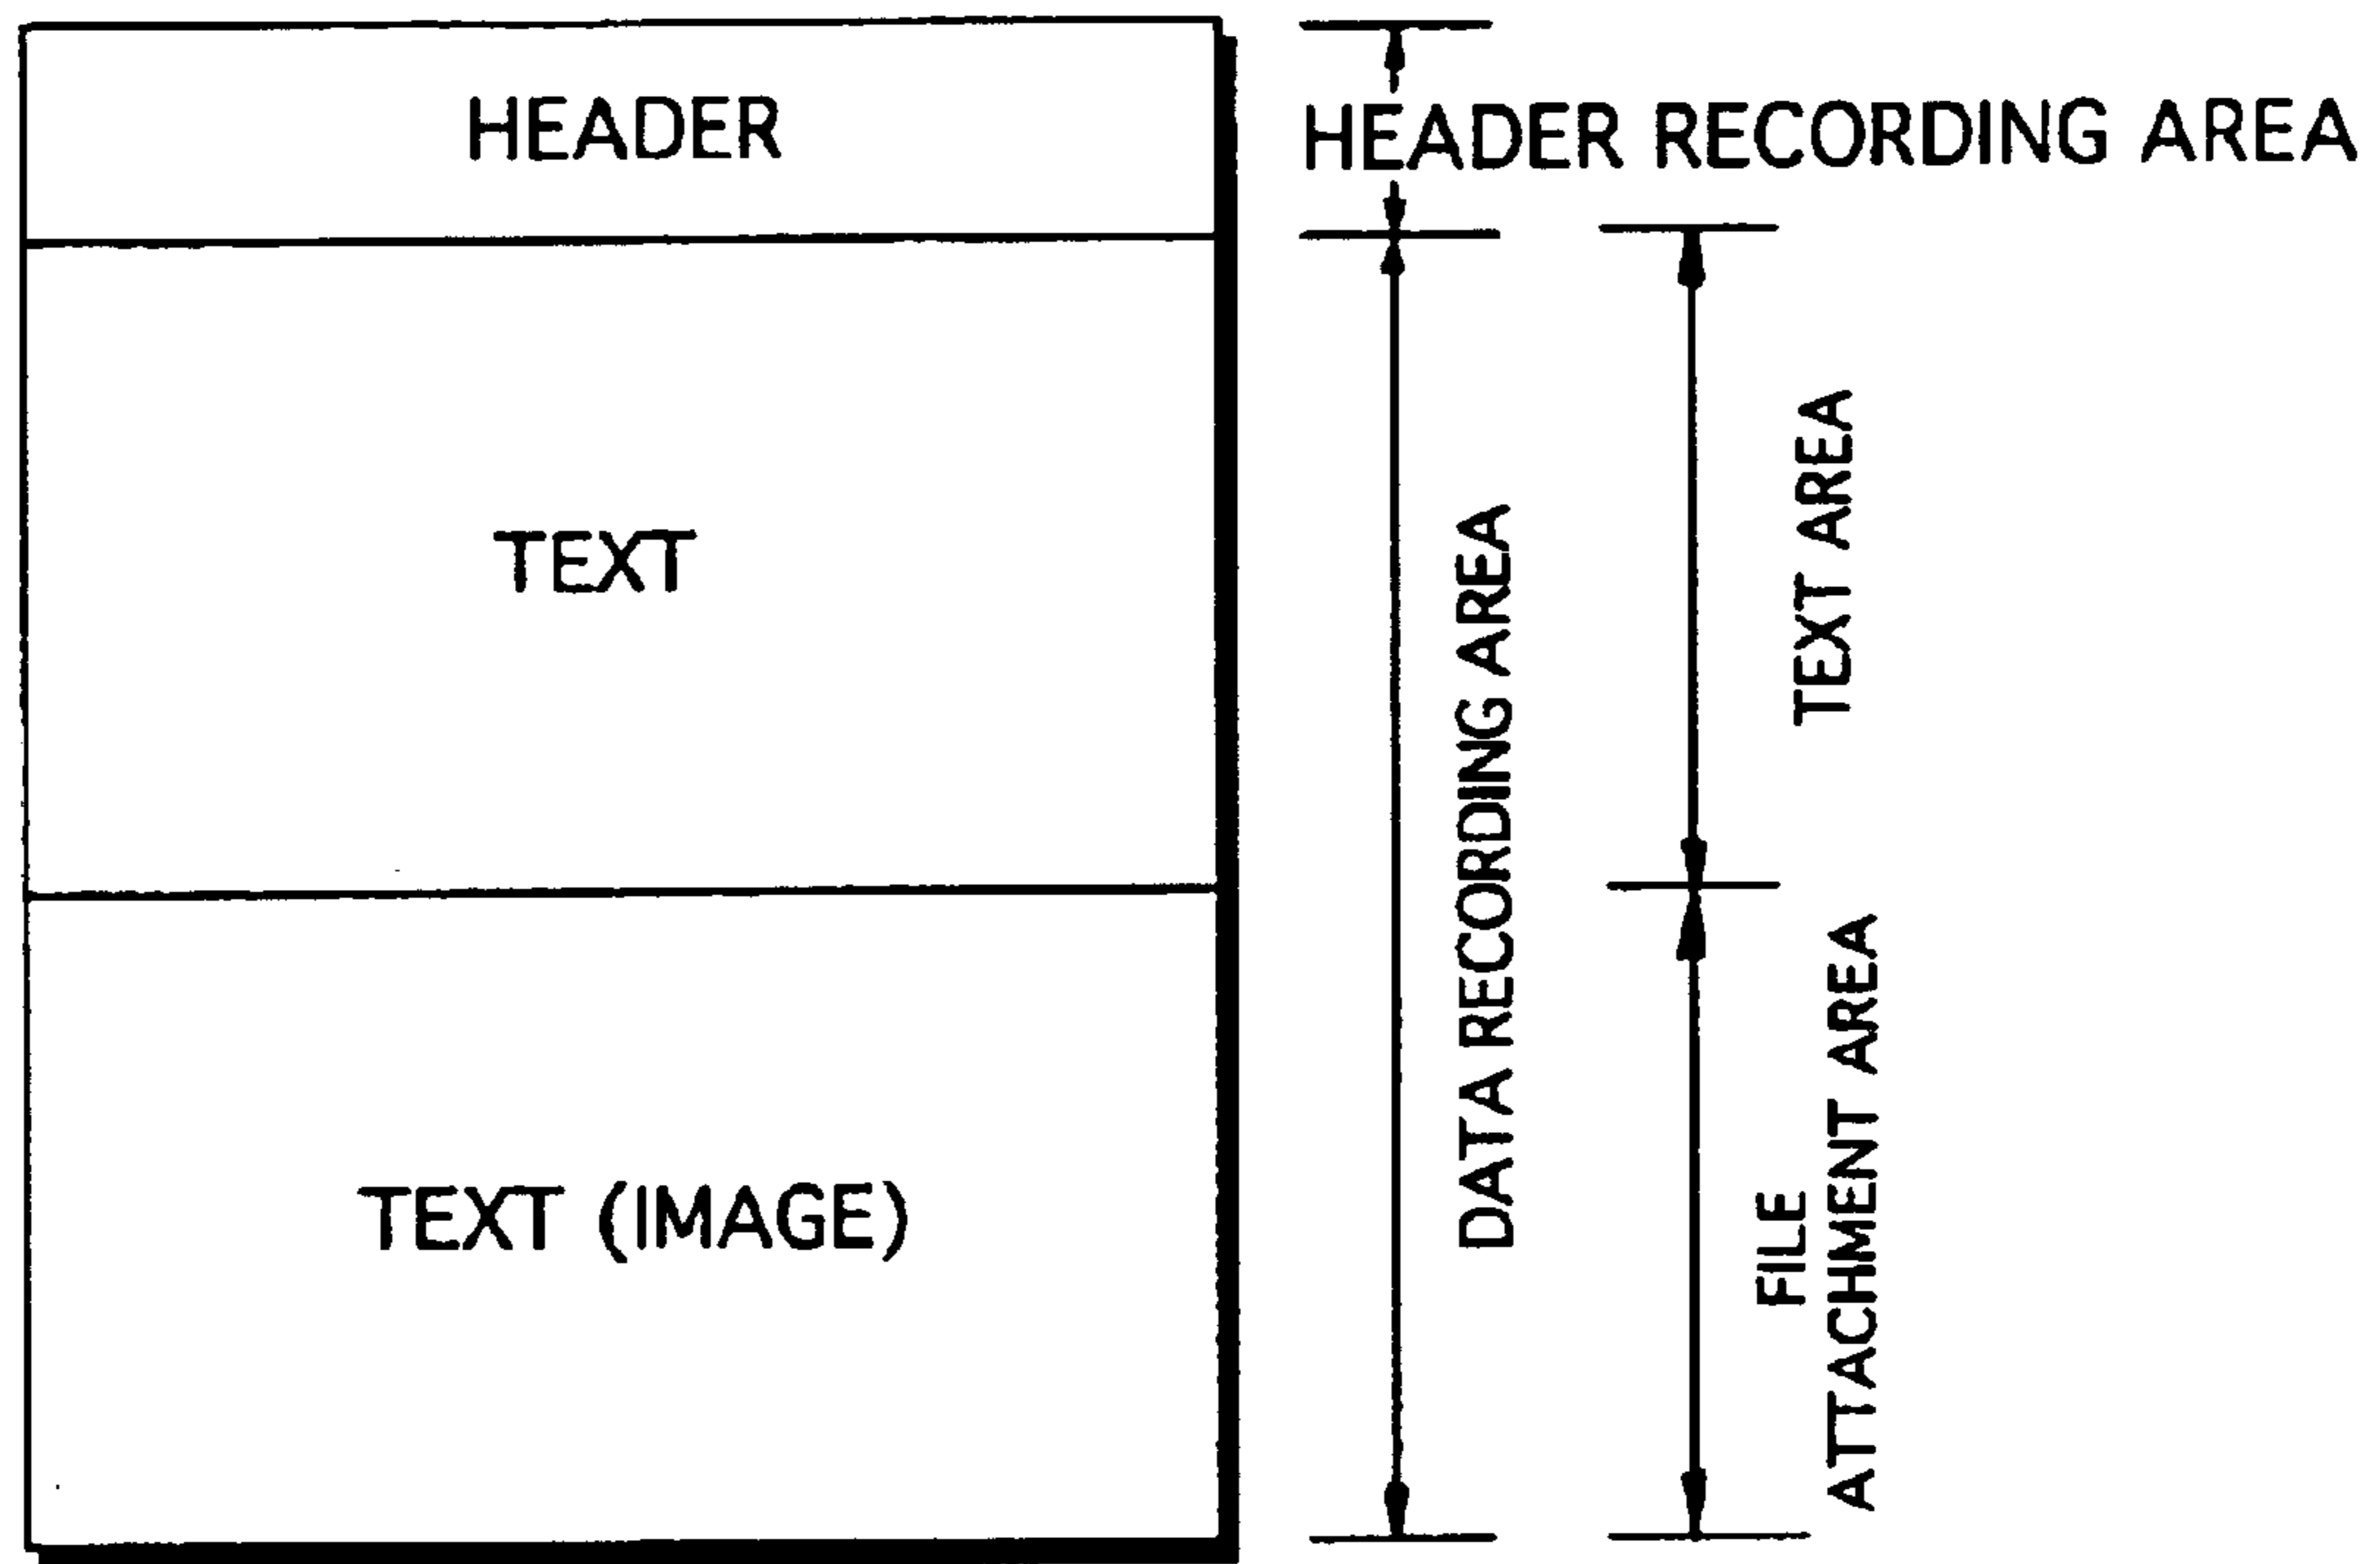 HEADER
HEADER RECORDING AREA
TEXT
DATA RECORDING AREA
TEXT AREA
TEXT (IMAGE)
FILE
ATTACHMENT AREA